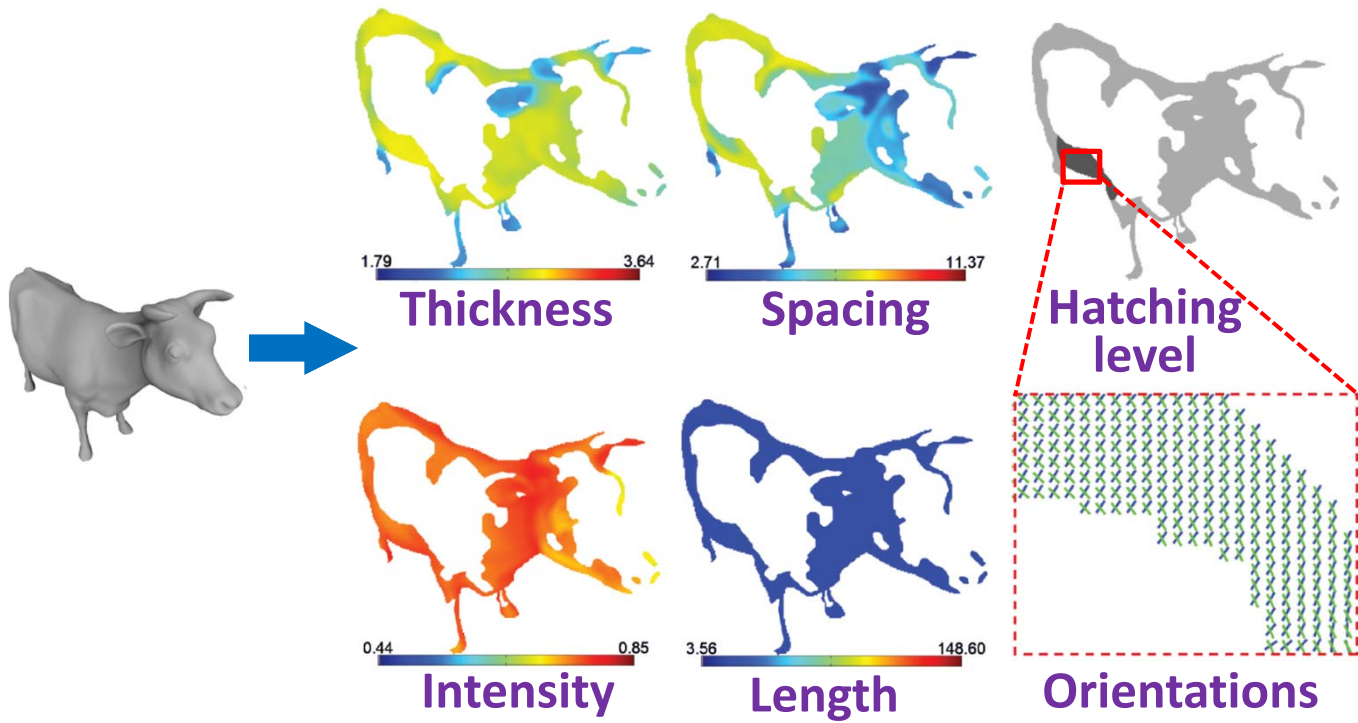 1.79 3.64
Thickness
2.71 11.37
Spacing
Hatching
level
0.44 0.85
Intensity
3.56 148.60
Length
Orientations